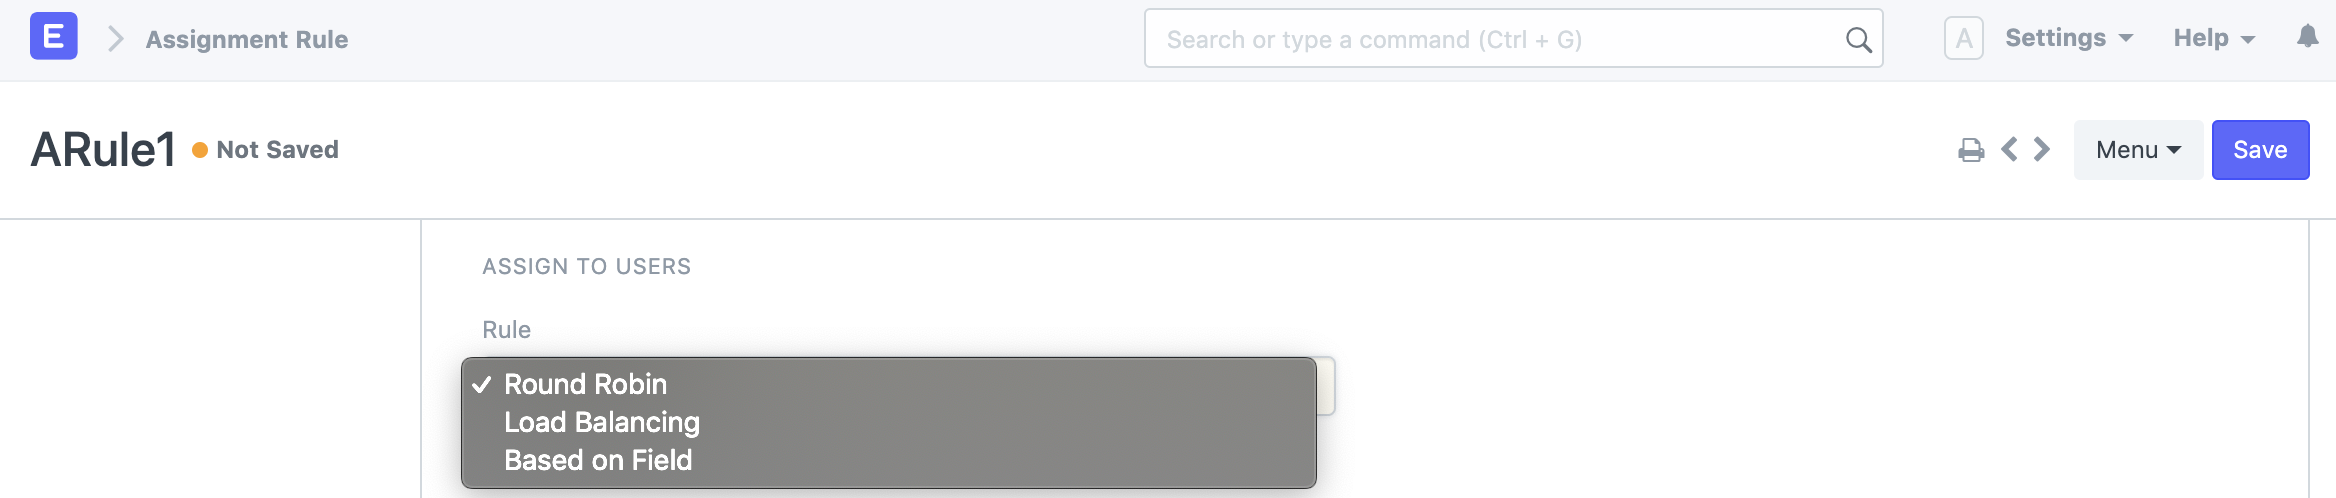 E Assignment Rule Search or type a command (Ctrl + G) A Settings Help
ARule1 Not Saved Menu Save
ASSIGN TO USERS
Rule
Round Robin
Load Balancing
Based on Field